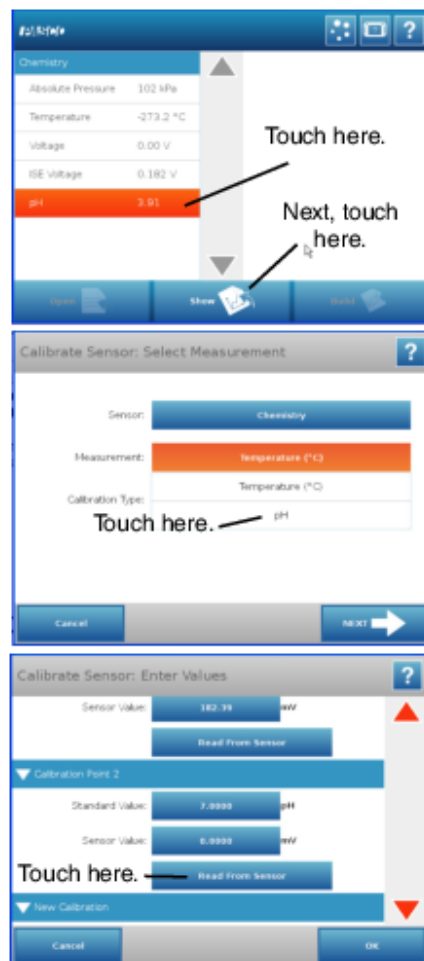 ?
Chemistry
Absolute Pressure 102 kPa
Temperature -273.2 °C
Voltage 0.00 V
ISE Voltage 0.182 V
pH 3.91
Touch here.
Next, touch
here.
Open Show Build
Calibrate Sensor: Select Measurement ?
Sensor: Chemistry
Measurement: Temperature (°C)
Temperature (°C)
Calibration Type:
Touch here. pH
Cancel NEXT
Calibrate Sensor: Enter Values ?
Sensor Value: 182.39 mV
Read From Sensor
Calibration Point 2
Standard Value: 7.0000 pH
Sensor Value: 0.0000 mV
Touch here. Read From Sensor
New Calibration
Cancel OK